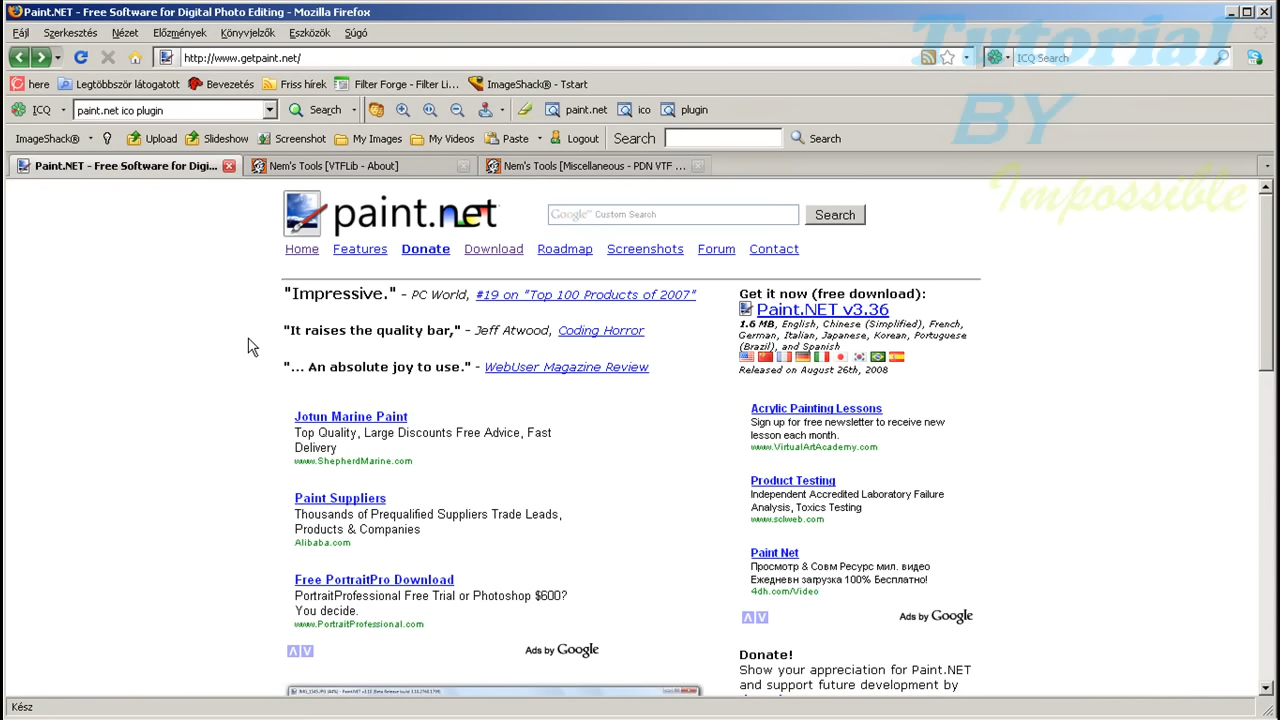 Paint.NET - Free Software for Digital Photo Editing - Mozilla Firefox
Tutorial
BY
Impossible
Fájl Szerkesztés Nézet Előzmények Könyvjelzők Eszközök Súgó
http://www.getpaint.net/
ICQ Search
here Legtöbbször látogatott Bevezetés Friss hírek Filter Forge - Filter Li... ImageShack® - Tstart
ICQ paint.net ico plugin Search paint.net ico plugin
ImageShack® Upload Slideshow Screenshot My Images My Videos Paste Logout Search Search
Paint.NET - Free Software for Digi... Nem's Tools [VTFLib - About] Nem's Tools [Miscellaneous - PDN VTF ...
paint.net
Google™ Custom Search Search
Home Features Donate Download Roadmap Screenshots Forum Contact
"Impressive." - PC World, #19 on "Top 100 Products of 2007"
"It raises the quality bar," - Jeff Atwood, Coding Horror
"... An absolute joy to use." - WebUser Magazine Review
Jotun Marine Paint
Top Quality, Large Discounts Free Advice, Fast
Delivery
www.ShepherdMarine.com
Paint Suppliers
Thousands of Prequalified Suppliers Trade Leads,
Products & Companies
Alibaba.com
Free PortraitPro Download
PortraitProfessional Free Trial or Photoshop $600?
You decide.
www.PortraitProfessional.com
Ads by Google
Get it now (free download):
Paint.NET v3.36
1.6 MB, English, Chinese (Simplified), French,
German, Italian, Japanese, Korean, Portuguese
(Brazil), and Spanish
Released on August 26th, 2008
Acrylic Painting Lessons
Sign up for free newsletter to receive new
lesson each month.
www.VirtualArtAcademy.com
Product Testing
Independent Accredited Laboratory Failure
Analysis, Toxics Testing
www.sclweb.com
Paint Net
Просмотр & Совм Ресурс мил. видео
Ежедневн загрузка 100% Бесплатно!
4dh.com/Video
Ads by Google
Donate!
Show your appreciation for Paint.NET
and support future development by
Kész